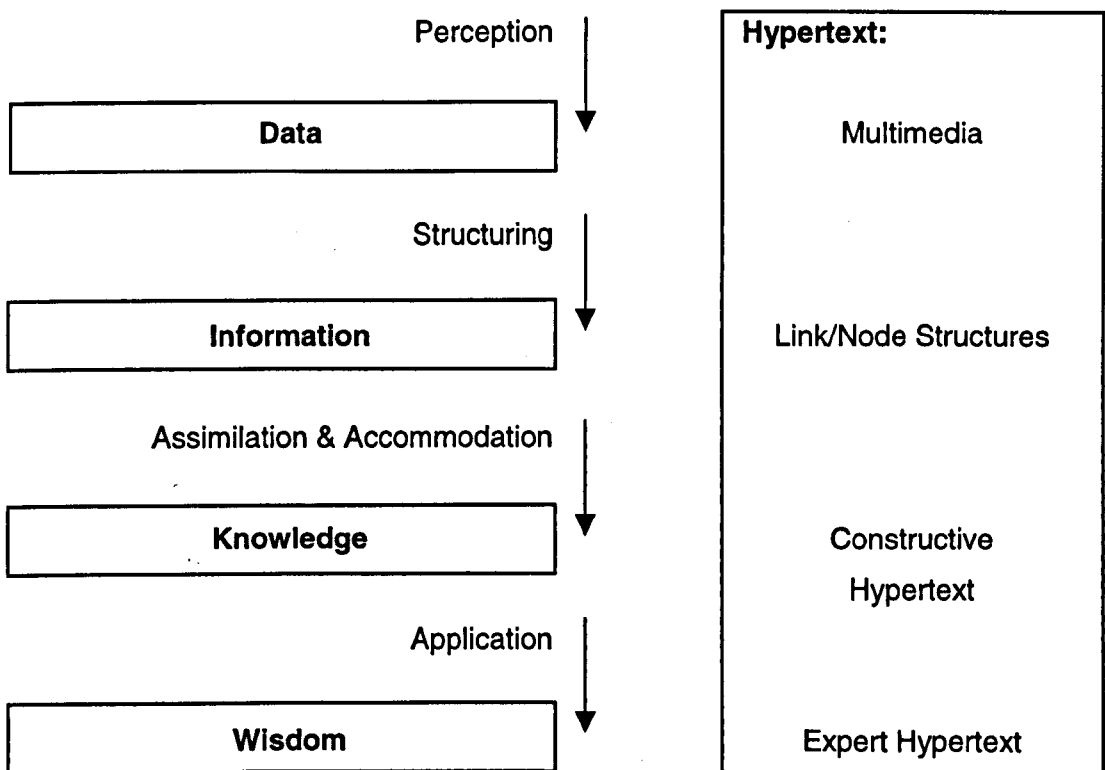 Perception
Data
Structuring
Information
Assimilation & Accommodation
Knowledge
Application
Wisdom
Hypertext:
Multimedia
Link/Node Structures
Constructive
Hypertext
Expert Hypertext